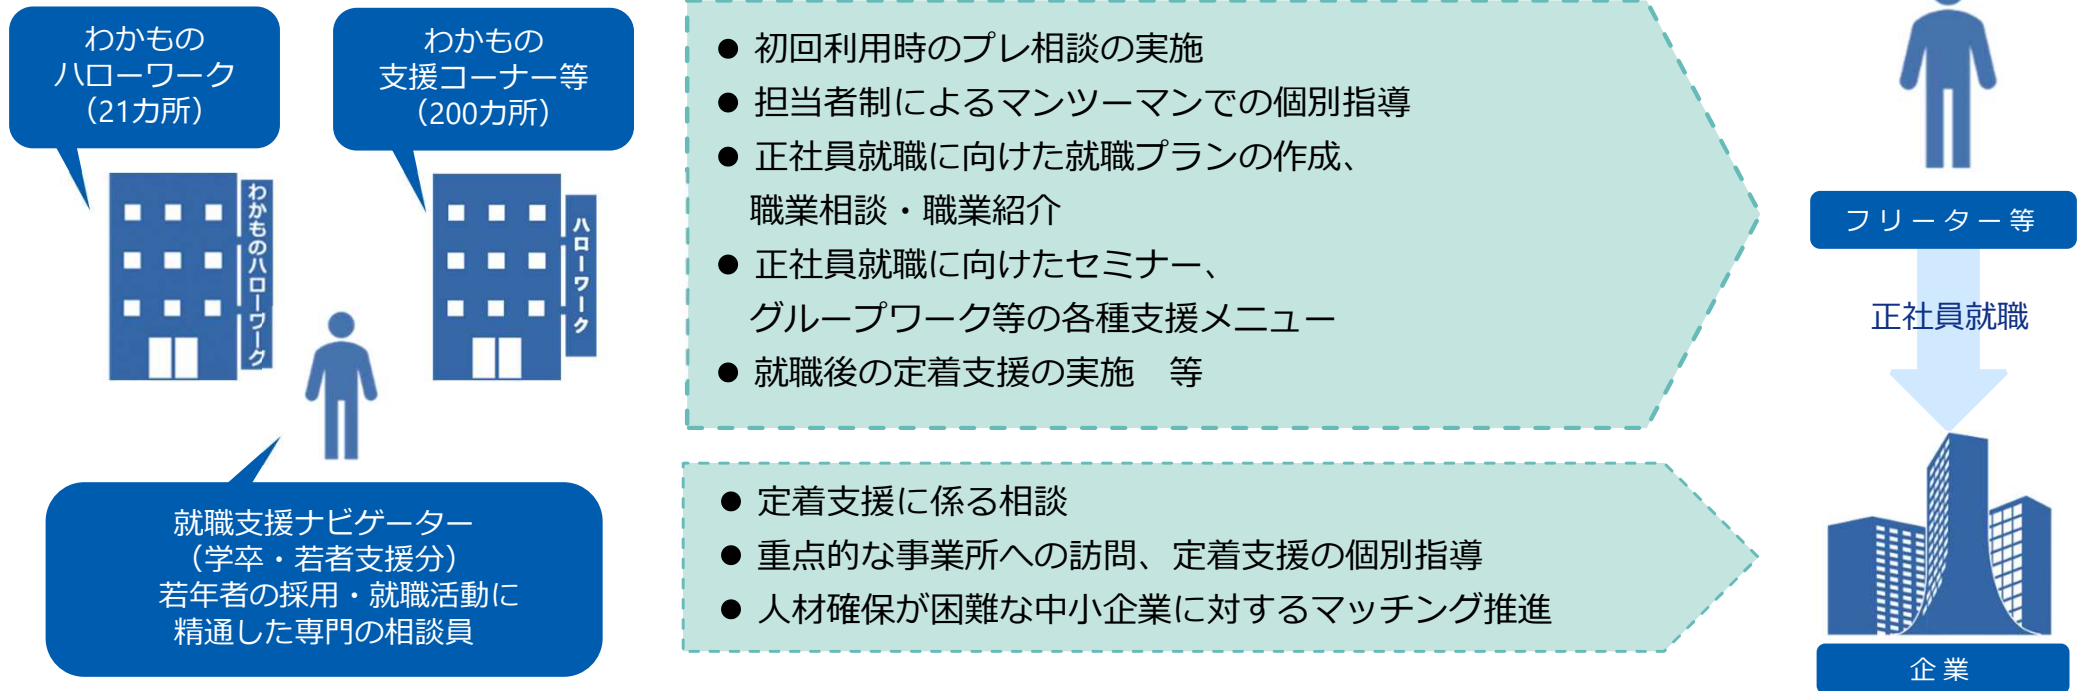 わかもの
ハローワーク
（21カ所）
わかもの
支援コーナー等
（200カ所）
わかものハローワーク
ハローワーク
就職支援ナビゲーター
（学卒・若者支援分）
若年者の採用・就職活動に
精通した専門の相談員
● 初回利用時のプレ相談の実施
● 担当者制によるマンツーマンでの個別指導
● 正社員就職に向けた就職プランの作成、
職業相談・職業紹介
● 正社員就職に向けたセミナー、
グループワーク等の各種支援メニュー
● 就職後の定着支援の実施　等
● 定着支援に係る相談
● 重点的な事業所への訪問、定着支援の個別指導
● 人材確保が困難な中小企業に対するマッチング推進
フリーター等
正社員就職
企業